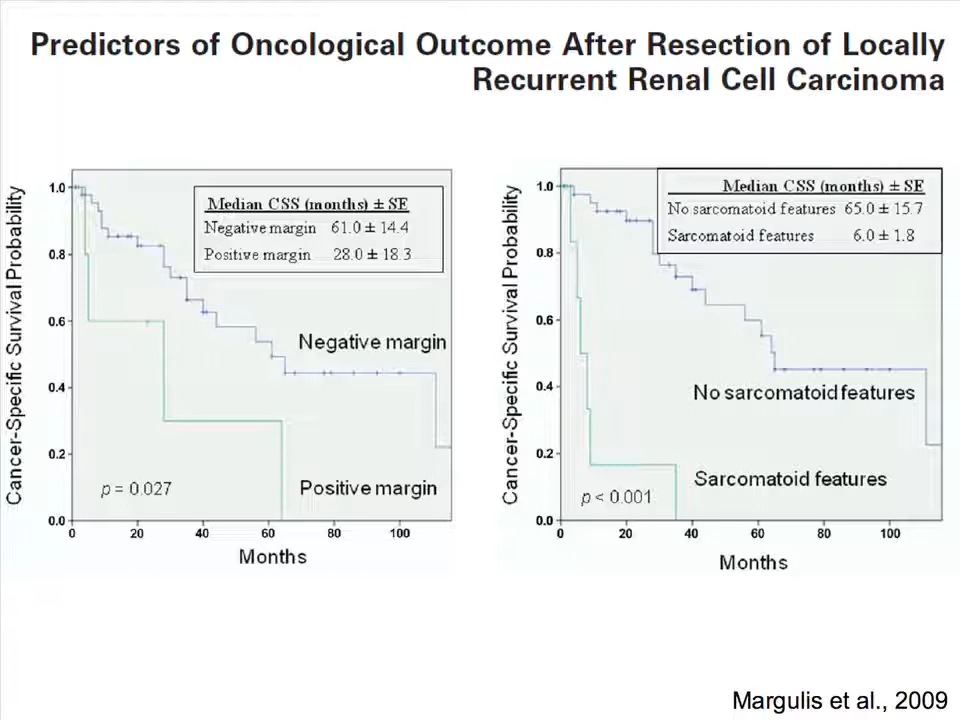 Predictors of Oncological Outcome After Resection of Locally
Recurrent Renal Cell Carcinoma
Cancer-Specific Survival Probability
1.0
0.8
0.6
0.4
0.2
0.0
Median CSS (months) ± SE
Negative margin 61.0 ± 14.4
Positive margin 28.0 ± 18.3
Negative margin
p = 0.027
Positive margin
0 20 40 60 80 100
Months
Cancer-Specific Survival Probability
1.0
0.8
0.6
0.4
0.2
0.0
Median CSS (months) ± SE
No sarcomatoid features 65.0 ± 15.7
Sarcomatoid features 6.0 ± 1.8
No sarcomatoid features
Sarcomatoid features
p < 0.001
0 20 40 60 80 100
Months
Margulis et al., 2009